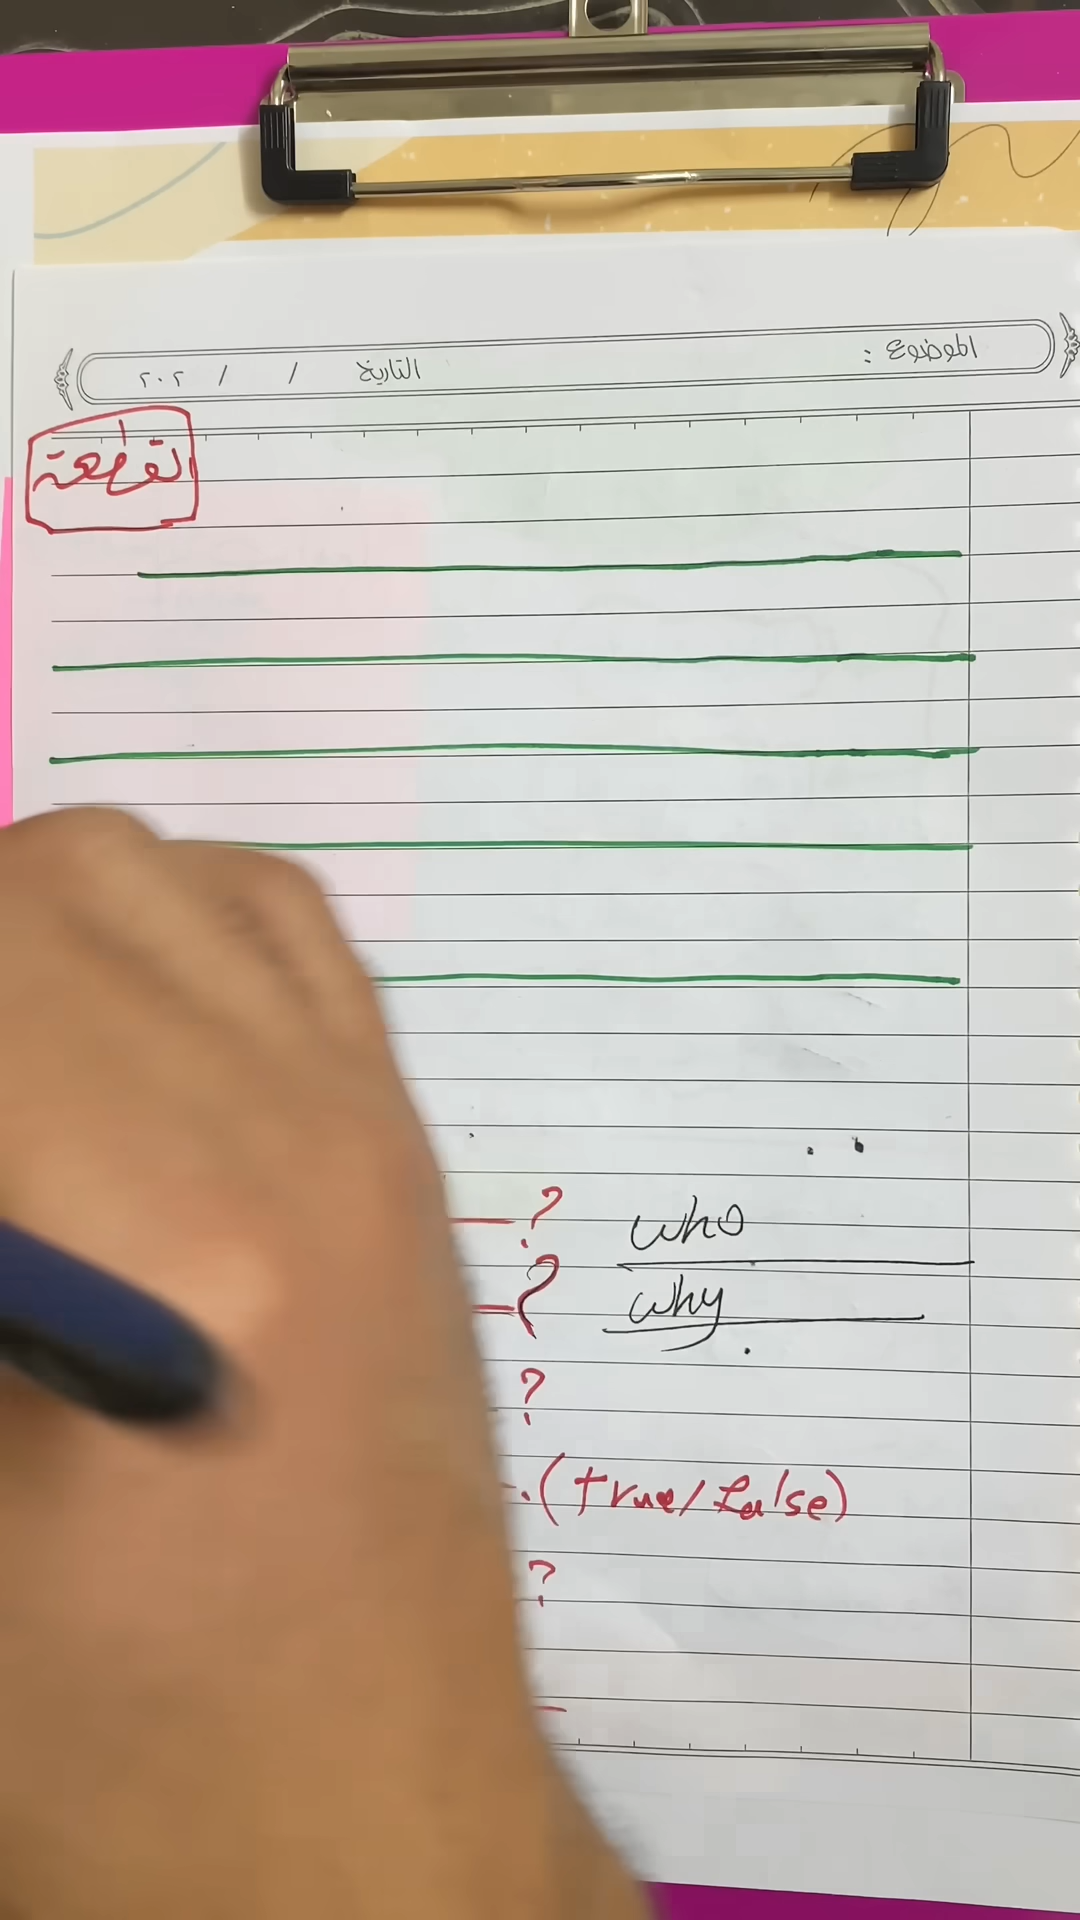 الموضوع :
التاريخ / / ٢٠٢
القطعة
?
who
?
why
?
.(true/false)
?